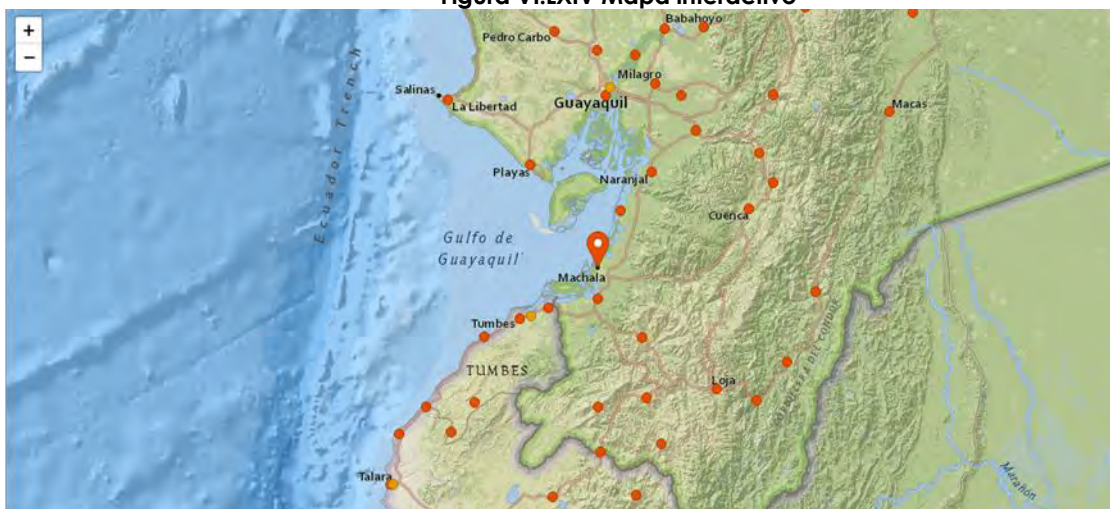 Figura VI.LXIV Mapa interactivo
+
−
Babahoyo
Pedro Carbo
Milagro
Salinas
La Libertad
Guayaquil
Macas
Ecuador Trench
Playas
Naranjal
Cuenca
Gulfo de
Guayaquil
Machala
Tumbes
TUMBES
Loja
Talara
Marañón